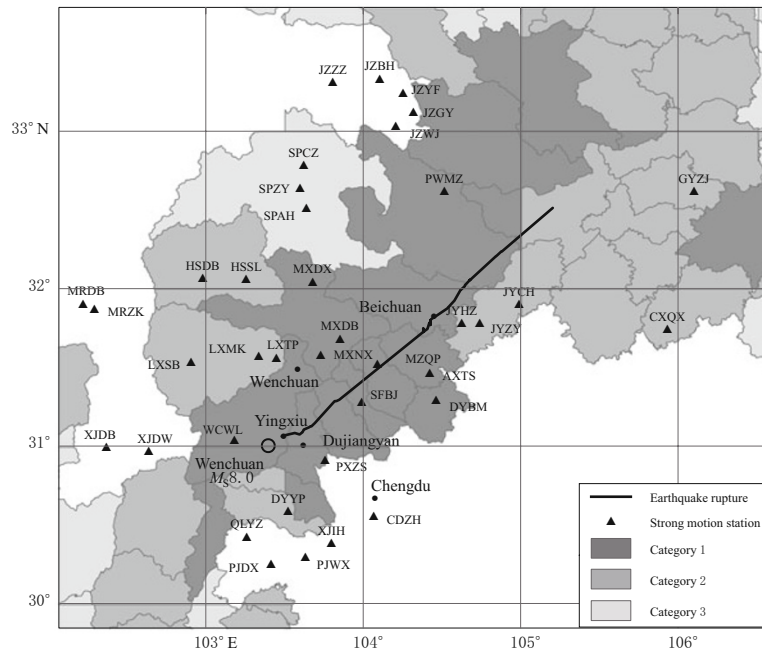 JZZZ
JZBH
JZYF
JZGY
JZWJ
33° N
SPCZ
SPZY
SPAH
PWMZ
GYZJ
HSDB
HSSL
MXDX
32°
MRDB
MRZK
Beichuan
JYCH
JYHZ
JYZY
CXQX
MXDB
LXMK
LXTP
MXNX
LXSB
Wenchuan
MZQP
AXTS
SFBJ
DYBM
Yingxiu
WCWL
Dujiangyan
31°
XJDB
XJDW
Wenchuan
MS8.0
PXZS
Chengdu
DYYP
CDZH
QLYZ
XJIH
PJDX
PJWX
30°
Earthquake rupture
Strong motion station
Category 1
Category 2
Category 3
103° E
104°
105°
106°